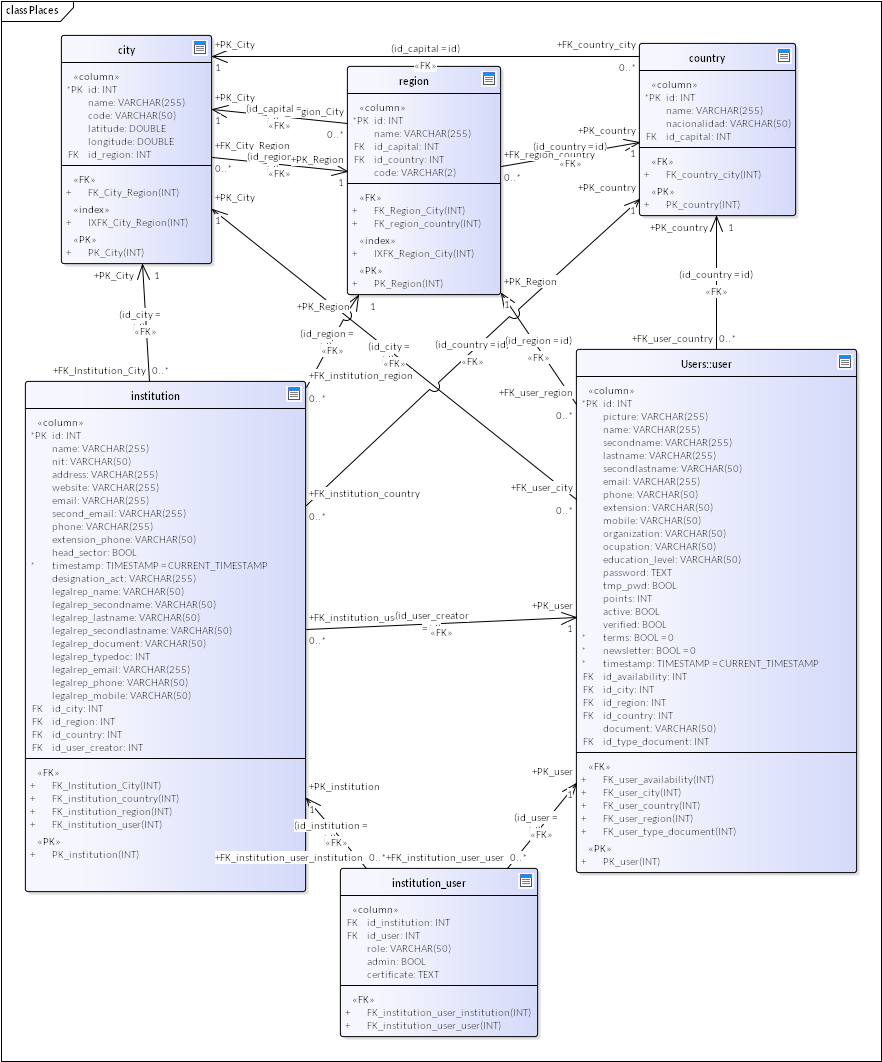 class Places
city
«column»
*PK id: INT
name: VARCHAR(255)
code: VARCHAR(50)
latitude: DOUBLE
longitude: DOUBLE
FK id_region: INT
«FK»
+ FK_City_Region(INT)
«index»
+ IXFK_City_Region(INT)
«PK»
+ PK_City(INT)
region
«column»
*PK id: INT
name: VARCHAR(255)
FK id_capital: INT
FK id_country: INT
code: VARCHAR(2)
«FK»
+ FK_Region_City(INT)
+ FK_region_country(INT)
«index»
+ IXFK_Region_City(INT)
«PK»
+ PK_Region(INT)
country
«column»
*PK id: INT
name: VARCHAR(255)
nacionalidad: VARCHAR(50)
FK id_capital: INT
«FK»
+ FK_country_city(INT)
«PK»
+ PK_country(INT)
+PK_City
1
(id_capital = id)
«FK»
+FK_country_city
0..*
+PK_City
1
(id_capital =
«FK»
gion_City
0..*
+FK_City_Region
0..*
(id_region
«FK»
+PK_Region
1
+FK_region_country
0..*
(id_country = id)
«FK»
+PK_country
1
+PK_City
1
+PK_country
1
+PK_City
1
(id_city =
«FK»
+FK_Institution_City
0..*
+PK_Region
1
(id_region =
«FK»
+FK_institution_region
0..*
(id_city =
«FK»
(id_country = id)
«FK»
+PK_Region
1
(id_region = id)
«FK»
+FK_user_region
0..*
+PK_country
1
(id_country = id)
«FK»
+FK_user_country
0..*
+FK_institution_country
0..*
+FK_user_city
0..*
institution
«column»
*PK id: INT
name: VARCHAR(255)
nit: VARCHAR(50)
address: VARCHAR(255)
website: VARCHAR(255)
email: VARCHAR(255)
second_email: VARCHAR(255)
phone: VARCHAR(255)
extension_phone: VARCHAR(50)
head_sector: BOOL
* timestamp: TIMESTAMP = CURRENT_TIMESTAMP
designation_act: VARCHAR(255)
legalrep_name: VARCHAR(50)
legalrep_secondname: VARCHAR(50)
legalrep_lastname: VARCHAR(50)
legalrep_secondlastname: VARCHAR(50)
legalrep_document: VARCHAR(50)
legalrep_typedoc: INT
legalrep_email: VARCHAR(255)
legalrep_phone: VARCHAR(50)
legalrep_mobile: VARCHAR(50)
FK id_city: INT
FK id_region: INT
FK id_country: INT
FK id_user_creator: INT
«FK»
+ FK_Institution_City(INT)
+ FK_institution_country(INT)
+ FK_institution_region(INT)
+ FK_institution_user(INT)
«PK»
+ PK_institution(INT)
Users::user
«column»
*PK id: INT
picture: VARCHAR(255)
name: VARCHAR(255)
secondname: VARCHAR(255)
lastname: VARCHAR(255)
secondlastname: VARCHAR(50)
email: VARCHAR(255)
phone: VARCHAR(50)
extension: VARCHAR(50)
mobile: VARCHAR(50)
organization: VARCHAR(50)
ocupation: VARCHAR(50)
education_level: VARCHAR(50)
password: TEXT
tmp_pwd: BOOL
points: INT
active: BOOL
verified: BOOL
* terms: BOOL = 0
* newsletter: BOOL = 0
* timestamp: TIMESTAMP = CURRENT_TIMESTAMP
FK id_availability: INT
FK id_city: INT
FK id_region: INT
FK id_country: INT
document: VARCHAR(50)
FK id_type_document: INT
«FK»
+ FK_user_availability(INT)
+ FK_user_city(INT)
+ FK_user_country(INT)
+ FK_user_region(INT)
+ FK_user_type_document(INT)
«PK»
+ PK_user(INT)
+FK_institution_us
0..*
(id_user_creator
=
«FK»
+PK_user
1
+PK_institution
1
(id_institution =
«FK»
+FK_institution_user_institution 0..*
+PK_user
1
(id_user =
«FK»
+FK_institution_user_user 0..*
institution_user
«column»
FK id_institution: INT
FK id_user: INT
role: VARCHAR(50)
admin: BOOL
certificate: TEXT
«FK»
+ FK_institution_user_institution(INT)
+ FK_institution_user_user(INT)